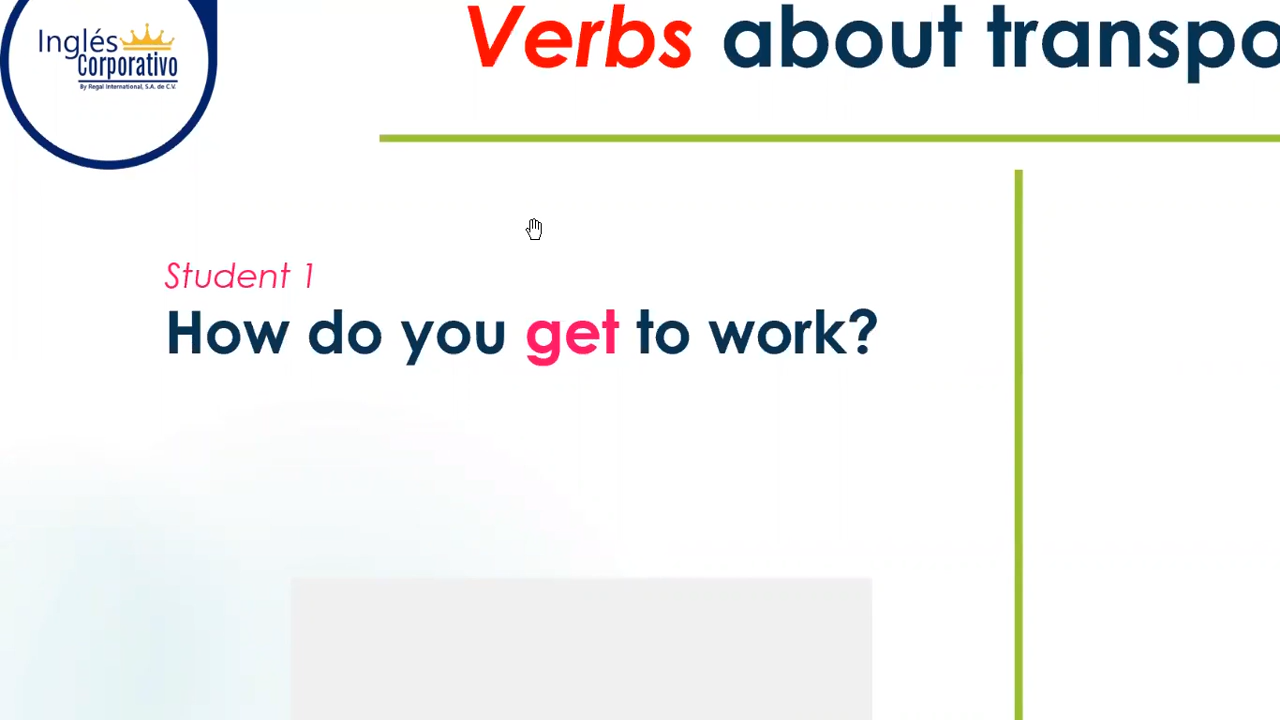 Inglés
Corporativo
By Regal International, S.A. de C.V.
Verbs about transpo
Student 1
How do you get to work?